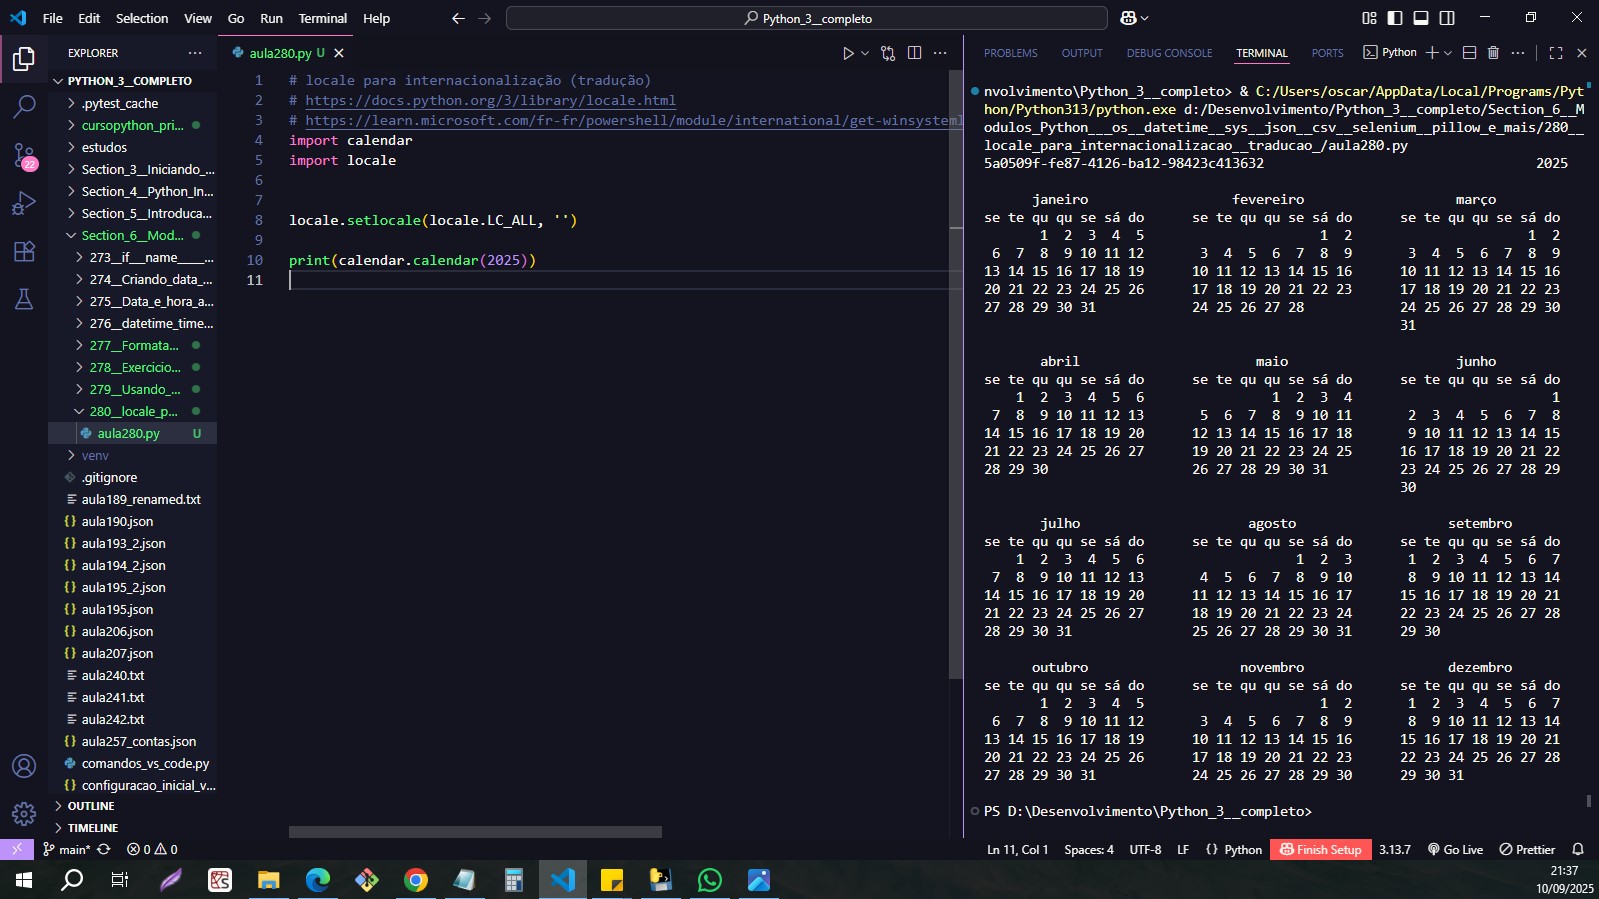 File Edit Selection View Go Run Terminal Help
Python_3__completo
EXPLORER
PYTHON_3__COMPLETO
.pytest_cache
cursopython_pri...
estudos
Section_3__Iniciando_...
Section_4__Python_In...
Section_5__Introduca...
Section_6__Mod...
273__if__name____...
274__Criando_data_...
275__Data_e_hora_a...
276__datetime_time...
277__Formata...
278__Exercicio...
279__Usando_...
280__locale_p...
aula280.py U
venv
.gitignore
aula189_renamed.txt
aula190.json
aula193_2.json
aula194_2.json
aula195_2.json
aula195.json
aula206.json
aula207.json
aula240.txt
aula241.txt
aula242.txt
aula257_contas.json
comandos_vs_code.py
configuracao_inicial_v...
OUTLINE
TIMELINE
22
aula280.py U
1 # locale para internacionalização (tradução)
2 # https://docs.python.org/3/library/locale.html
3 # https://learn.microsoft.com/fr-fr/powershell/module/international/get-winsysteml
4 import calendar
5 import locale
6
7
8 locale.setlocale(locale.LC_ALL, '')
9
10 print(calendar.calendar(2025))
11
PROBLEMS OUTPUT DEBUG CONSOLE TERMINAL PORTS Python
nvolvimento\Python_3__completo> & C:/Users/oscar/AppData/Local/Programs/Pyt
hon/Python313/python.exe d:/Desenvolvimento/Python_3__completo/Section_6__M
odulos_Python___os__datetime__sys__json__csv__selenium__pillow_e_mais/280__
locale_para_internacionalizacao__traducao_/aula280.py
5a0509f-fe87-4126-ba12-98423c413632 2025
janeiro fevereiro março
se te qu qu se sá do se te qu qu se sá do se te qu qu se sá do
1 2 3 4 5 1 2 1 2
6 7 8 9 10 11 12 3 4 5 6 7 8 9 3 4 5 6 7 8 9
13 14 15 16 17 18 19 10 11 12 13 14 15 16 10 11 12 13 14 15 16
20 21 22 23 24 25 26 17 18 19 20 21 22 23 17 18 19 20 21 22 23
27 28 29 30 31 24 25 26 27 28 24 25 26 27 28 29 30
31
abril maio junho
se te qu qu se sá do se te qu qu se sá do se te qu qu se sá do
1 2 3 4 5 6 1 2 3 4 1
7 8 9 10 11 12 13 5 6 7 8 9 10 11 2 3 4 5 6 7 8
14 15 16 17 18 19 20 12 13 14 15 16 17 18 9 10 11 12 13 14 15
21 22 23 24 25 26 27 19 20 21 22 23 24 25 16 17 18 19 20 21 22
28 29 30 26 27 28 29 30 31 23 24 25 26 27 28 29
30
julho agosto setembro
se te qu qu se sá do se te qu qu se sá do se te qu qu se sá do
1 2 3 4 5 6 1 2 3 1 2 3 4 5 6 7
7 8 9 10 11 12 13 4 5 6 7 8 9 10 8 9 10 11 12 13 14
14 15 16 17 18 19 20 11 12 13 14 15 16 17 15 16 17 18 19 20 21
21 22 23 24 25 26 27 18 19 20 21 22 23 24 22 23 24 25 26 27 28
28 29 30 31 25 26 27 28 29 30 31 29 30
outubro novembro dezembro
se te qu qu se sá do se te qu qu se sá do se te qu qu se sá do
1 2 3 4 5 1 2 1 2 3 4 5 6 7
6 7 8 9 10 11 12 3 4 5 6 7 8 9 8 9 10 11 12 13 14
13 14 15 16 17 18 19 10 11 12 13 14 15 16 15 16 17 18 19 20 21
20 21 22 23 24 25 26 17 18 19 20 21 22 23 22 23 24 25 26 27 28
27 28 29 30 31 24 25 26 27 28 29 30 29 30 31
PS D:\Desenvolvimento\Python_3__completo>
main* 0 0 Ln 11, Col 1 Spaces: 4 UTF-8 LF Python Finish Setup 3.13.7 Go Live Prettier
21:37
10/09/2025